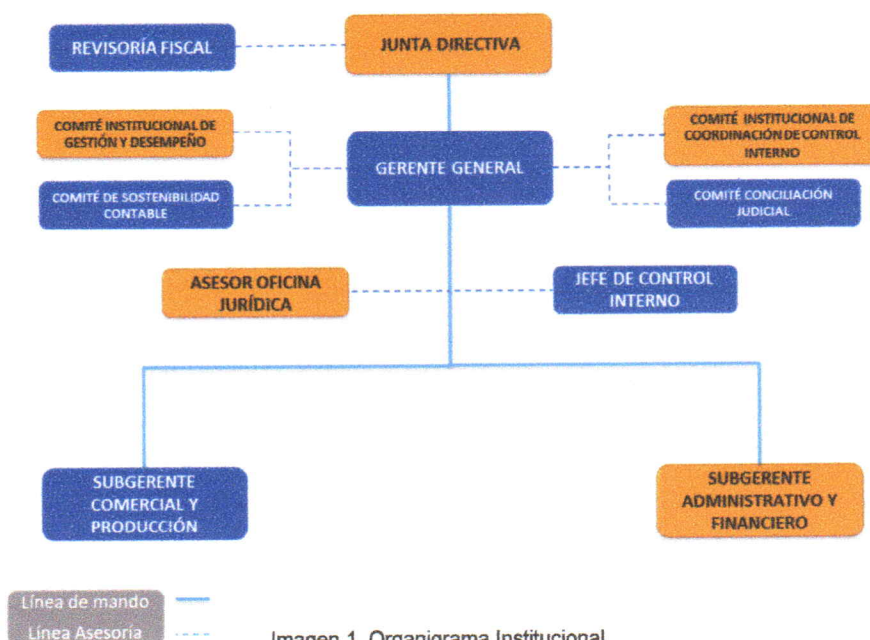 REVISORÍA FISCAL
JUNTA DIRECTIVA
COMITÉ INSTITUCIONAL DE
GESTIÓN Y DESEMPEÑO
COMITÉ DE SOSTENIBILIDAD
CONTABLE
GERENTE GENERAL
COMITÉ INSTITUCIONAL DE
COORDINACIÓN DE CONTROL
INTERNO
COMITÉ CONCILIACIÓN
JUDICIAL
ASESOR OFICINA
JURÍDICA
JEFE DE CONTROL
INTERNO
SUBGERENTE
COMERCIAL Y
PRODUCCIÓN
SUBGERENTE
ADMINISTRATIVO Y
FINANCIERO
Línea de mando
Línea Asesoría
Imagen 1. Organigrama Institucional